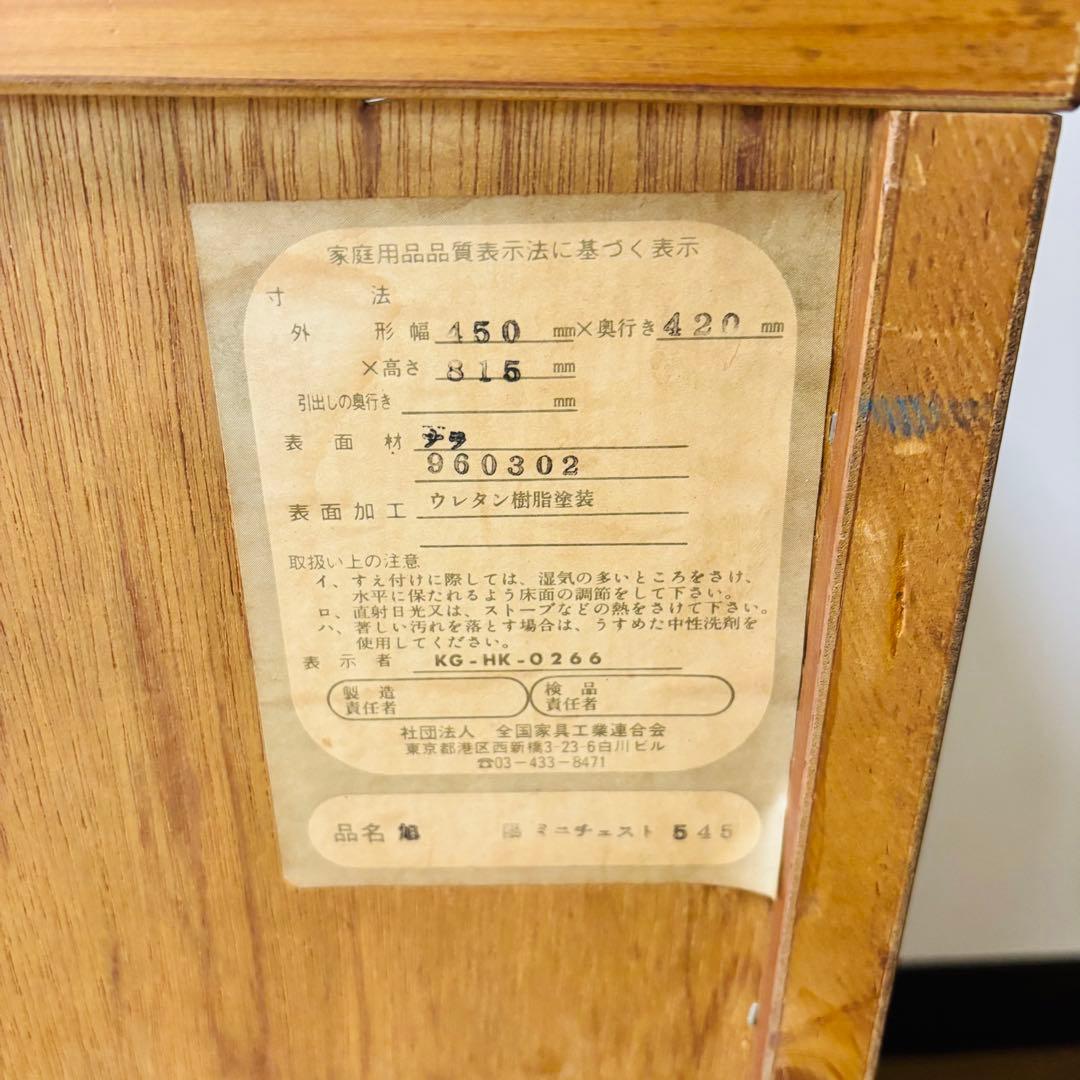 家庭用品品質表示法に基づく表示
寸法
外形幅 450 mm×奥行き 420 mm
×高さ 815 mm
引出しの奥行き mm
表面材 ナラ
960302
表面加工 ウレタン樹脂塗装
取扱い上の注意
イ、すえ付けに際しては、湿気の多いところをさけ、
水平に保たれるよう床面の調節をして下さい。
ロ、直射日光又は、ストーブなどの熱をさけて下さい。
ハ、著しい汚れを落とす場合は、うすめた中性洗剤を
使用してください。
表示者 KG-HK-0266
製造責任者 検品責任者
社団法人 全国家具工業連合会
東京都港区西新橋3-23-6白川ビル
☎03-433-8471
品名 旭 ミニチェスト 545